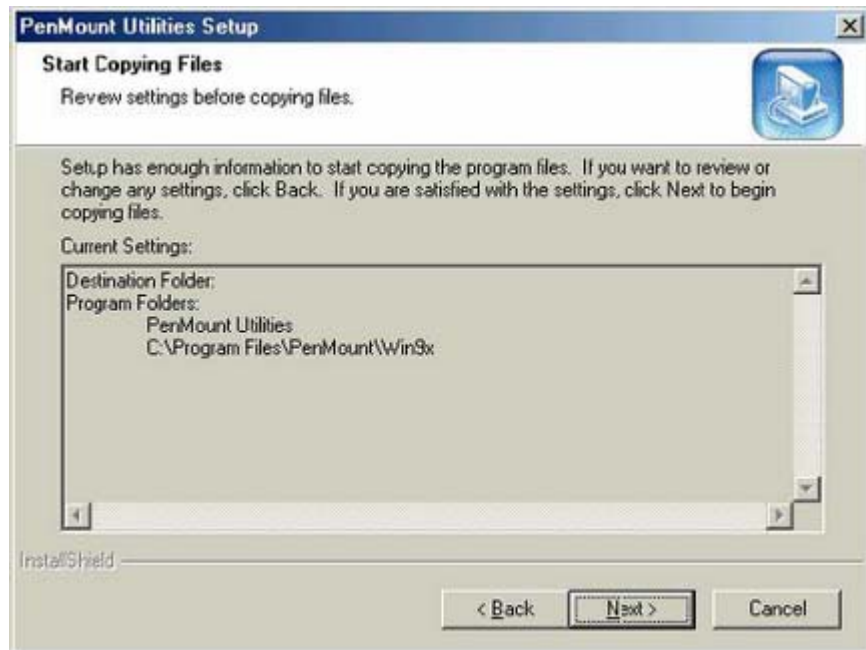 PenMount Utilities Setup
Start Copying Files
Review settings before copying files.
Setup has enough information to start copying the program files. If you want to review or
change any settings, click Back. If you are satisfied with the settings, click Next to begin
copying files.
Current Settings:
Destination Folder:
Program Folders:
PenMount Utilities
C:\Program Files\PenMount\Win9x
InstallShield
< Back
Next >
Cancel